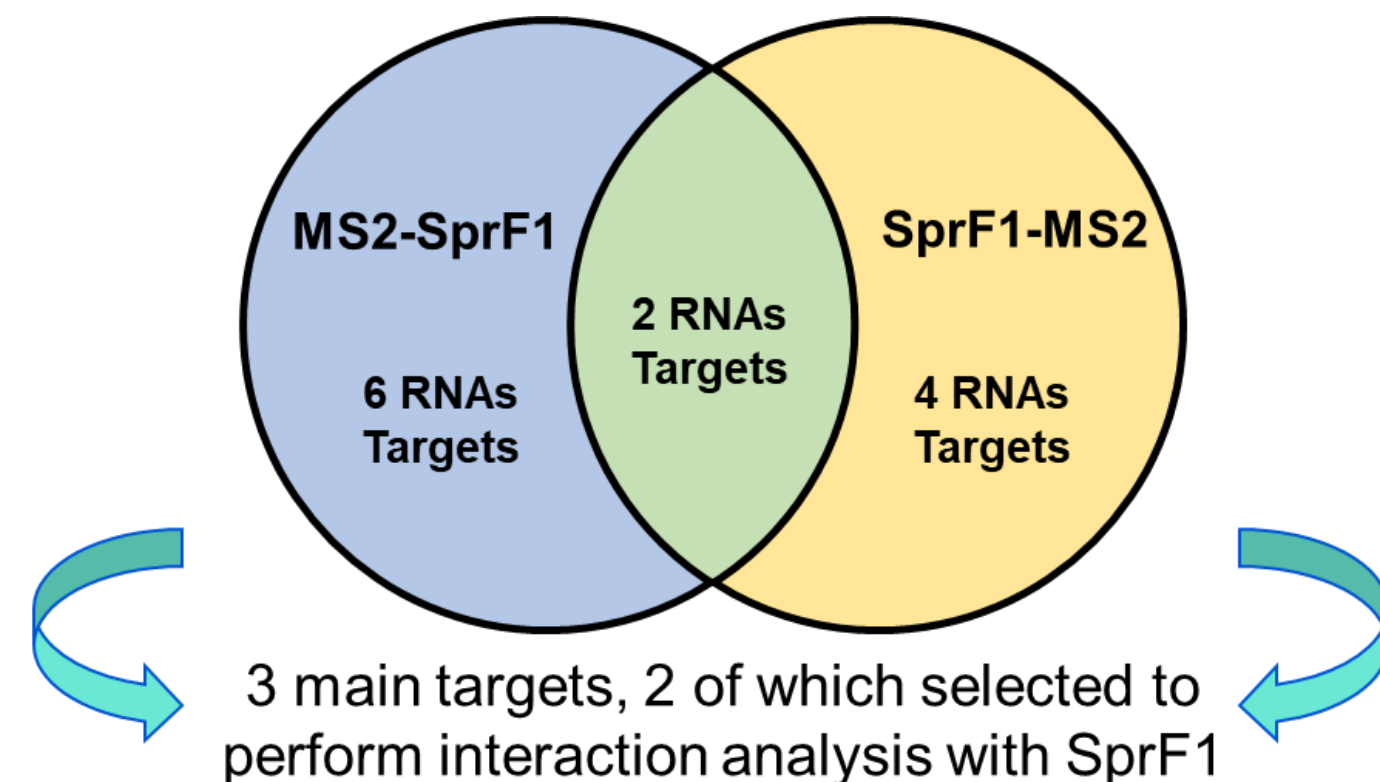 MS2-SprF1
SprF1-MS2
2 RNAs
Targets
6 RNAs
Targets
4 RNAs
Targets
3 main targets, 2 of which selected to
perform interaction analysis with SprF1